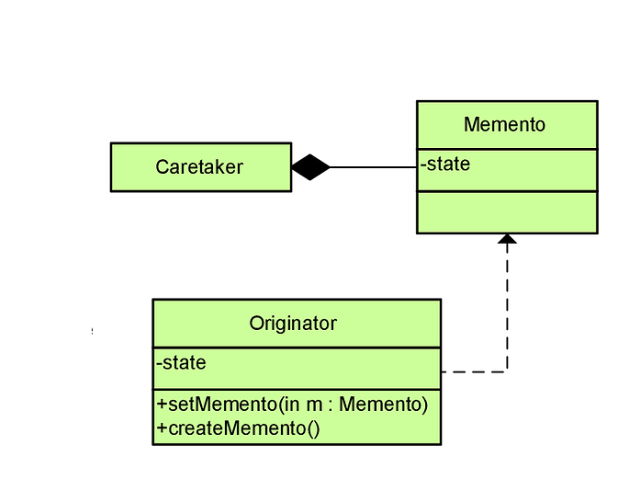 Memento
-state
Caretaker
Originator
-state
+setMemento(in m : Memento)
+createMemento()